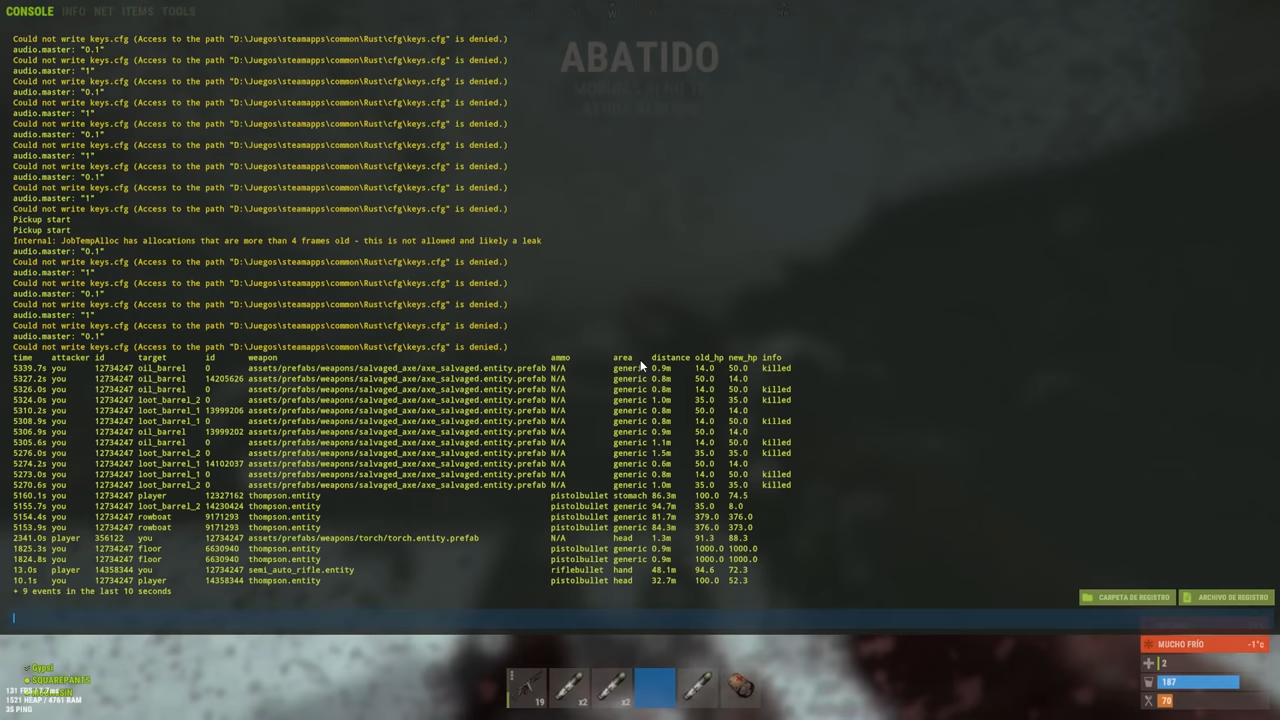 CONSOLE INFO NET ITEMS TOOLS
ABATIDO
Could not write keys.cfg (Access to the path "D:\Juegos\steamapps\common\Rust\cfg\keys.cfg" is denied.)
audio.master: "0.1"
Could not write keys.cfg (Access to the path "D:\Juegos\steamapps\common\Rust\cfg\keys.cfg" is denied.)
audio.master: "1"
Could not write keys.cfg (Access to the path "D:\Juegos\steamapps\common\Rust\cfg\keys.cfg" is denied.)
audio.master: "0.1"
Could not write keys.cfg (Access to the path "D:\Juegos\steamapps\common\Rust\cfg\keys.cfg" is denied.)
audio.master: "1"
Could not write keys.cfg (Access to the path "D:\Juegos\steamapps\common\Rust\cfg\keys.cfg" is denied.)
audio.master: "0.1"
Could not write keys.cfg (Access to the path "D:\Juegos\steamapps\common\Rust\cfg\keys.cfg" is denied.)
audio.master: "1"
Could not write keys.cfg (Access to the path "D:\Juegos\steamapps\common\Rust\cfg\keys.cfg" is denied.)
audio.master: "0.1"
Could not write keys.cfg (Access to the path "D:\Juegos\steamapps\common\Rust\cfg\keys.cfg" is denied.)
audio.master: "1"
Could not write keys.cfg (Access to the path "D:\Juegos\steamapps\common\Rust\cfg\keys.cfg" is denied.)
Pickup start
Pickup start
Internal: JobTempAlloc has allocations that are more than 4 frames old - this is not allowed and likely a leak
audio.master: "0.1"
Could not write keys.cfg (Access to the path "D:\Juegos\steamapps\common\Rust\cfg\keys.cfg" is denied.)
audio.master: "1"
Could not write keys.cfg (Access to the path "D:\Juegos\steamapps\common\Rust\cfg\keys.cfg" is denied.)
audio.master: "0.1"
Could not write keys.cfg (Access to the path "D:\Juegos\steamapps\common\Rust\cfg\keys.cfg" is denied.)
audio.master: "1"
Could not write keys.cfg (Access to the path "D:\Juegos\steamapps\common\Rust\cfg\keys.cfg" is denied.)
audio.master: "0.1"
Could not write keys.cfg (Access to the path "D:\Juegos\steamapps\common\Rust\cfg\keys.cfg" is denied.)
time attacker id target id weapon ammo area distance old_hp new_hp info
5339.7s you 12734247 oil_barrel 0 assets/prefabs/weapons/salvaged_axe/axe_salvaged.entity.prefab N/A generic 0.9m 14.0 50.0 killed
5327.2s you 12734247 oil_barrel 14205626 assets/prefabs/weapons/salvaged_axe/axe_salvaged.entity.prefab N/A generic 0.8m 50.0 14.0
5326.0s you 12734247 oil_barrel 0 assets/prefabs/weapons/salvaged_axe/axe_salvaged.entity.prefab N/A generic 0.8m 14.0 50.0 killed
5324.0s you 12734247 loot_barrel_2 0 assets/prefabs/weapons/salvaged_axe/axe_salvaged.entity.prefab N/A generic 1.0m 35.0 35.0 killed
5310.2s you 12734247 loot_barrel_1 13999206 assets/prefabs/weapons/salvaged_axe/axe_salvaged.entity.prefab N/A generic 0.8m 50.0 14.0
5308.9s you 12734247 loot_barrel_1 0 assets/prefabs/weapons/salvaged_axe/axe_salvaged.entity.prefab N/A generic 0.8m 14.0 50.0 killed
5306.9s you 12734247 oil_barrel 13999202 assets/prefabs/weapons/salvaged_axe/axe_salvaged.entity.prefab N/A generic 0.9m 50.0 14.0
5305.6s you 12734247 oil_barrel 0 assets/prefabs/weapons/salvaged_axe/axe_salvaged.entity.prefab N/A generic 1.1m 14.0 50.0 killed
5276.0s you 12734247 loot_barrel_2 0 assets/prefabs/weapons/salvaged_axe/axe_salvaged.entity.prefab N/A generic 1.5m 35.0 35.0 killed
5274.2s you 12734247 loot_barrel_1 14102037 assets/prefabs/weapons/salvaged_axe/axe_salvaged.entity.prefab N/A generic 0.6m 50.0 14.0
5273.0s you 12734247 loot_barrel_1 0 assets/prefabs/weapons/salvaged_axe/axe_salvaged.entity.prefab N/A generic 0.8m 14.0 50.0 killed
5270.6s you 12734247 loot_barrel_2 0 assets/prefabs/weapons/salvaged_axe/axe_salvaged.entity.prefab N/A generic 1.0m 35.0 35.0 killed
5160.1s you 12734247 player 12327162 thompson.entity pistolbullet stomach 86.3m 100.0 74.5
5155.7s you 12734247 loot_barrel_2 14230424 thompson.entity pistolbullet generic 94.7m 35.0 8.0
5154.4s you 12734247 rowboat 9171293 thompson.entity pistolbullet generic 81.7m 379.0 376.0
5153.9s you 12734247 rowboat 9171293 thompson.entity pistolbullet generic 84.3m 376.0 373.0
2341.0s player 356122 you 12734247 assets/prefabs/weapons/torch/torch.entity.prefab N/A head 1.3m 91.3 88.3
1825.3s you 12734247 floor 6630940 thompson.entity pistolbullet generic 0.9m 1000.0 1000.0
1824.8s you 12734247 floor 6630940 thompson.entity pistolbullet generic 0.9m 1000.0 1000.0
13.0s player 14358344 you 12734247 semi_auto_rifle.entity riflebullet hand 48.1m 94.6 72.3
10.1s you 12734247 player 14358344 thompson.entity pistolbullet head 32.7m 100.0 52.3
+ 9 events in the last 10 seconds
CARPETA DE REGISTRO ARCHIVO DE REGISTRO
MUCHO FRÍO -1°c
2
187
70
Gypsi
SQUAREPANTS
131 FPS / 7.7ms
1521 HEAP / 4761 RAM
35 PING
19
x2
x2